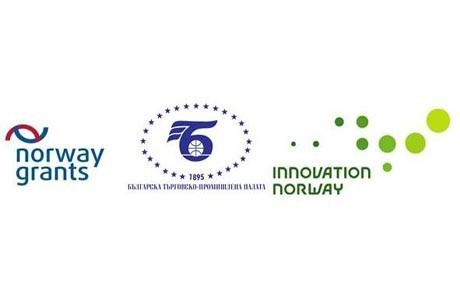 norway
grants
1895
БЪЛГАРСКА ТЪРГОВСКО-ПРОМИШЛЕНА ПАЛАТА
INNOVATION
NORWAY